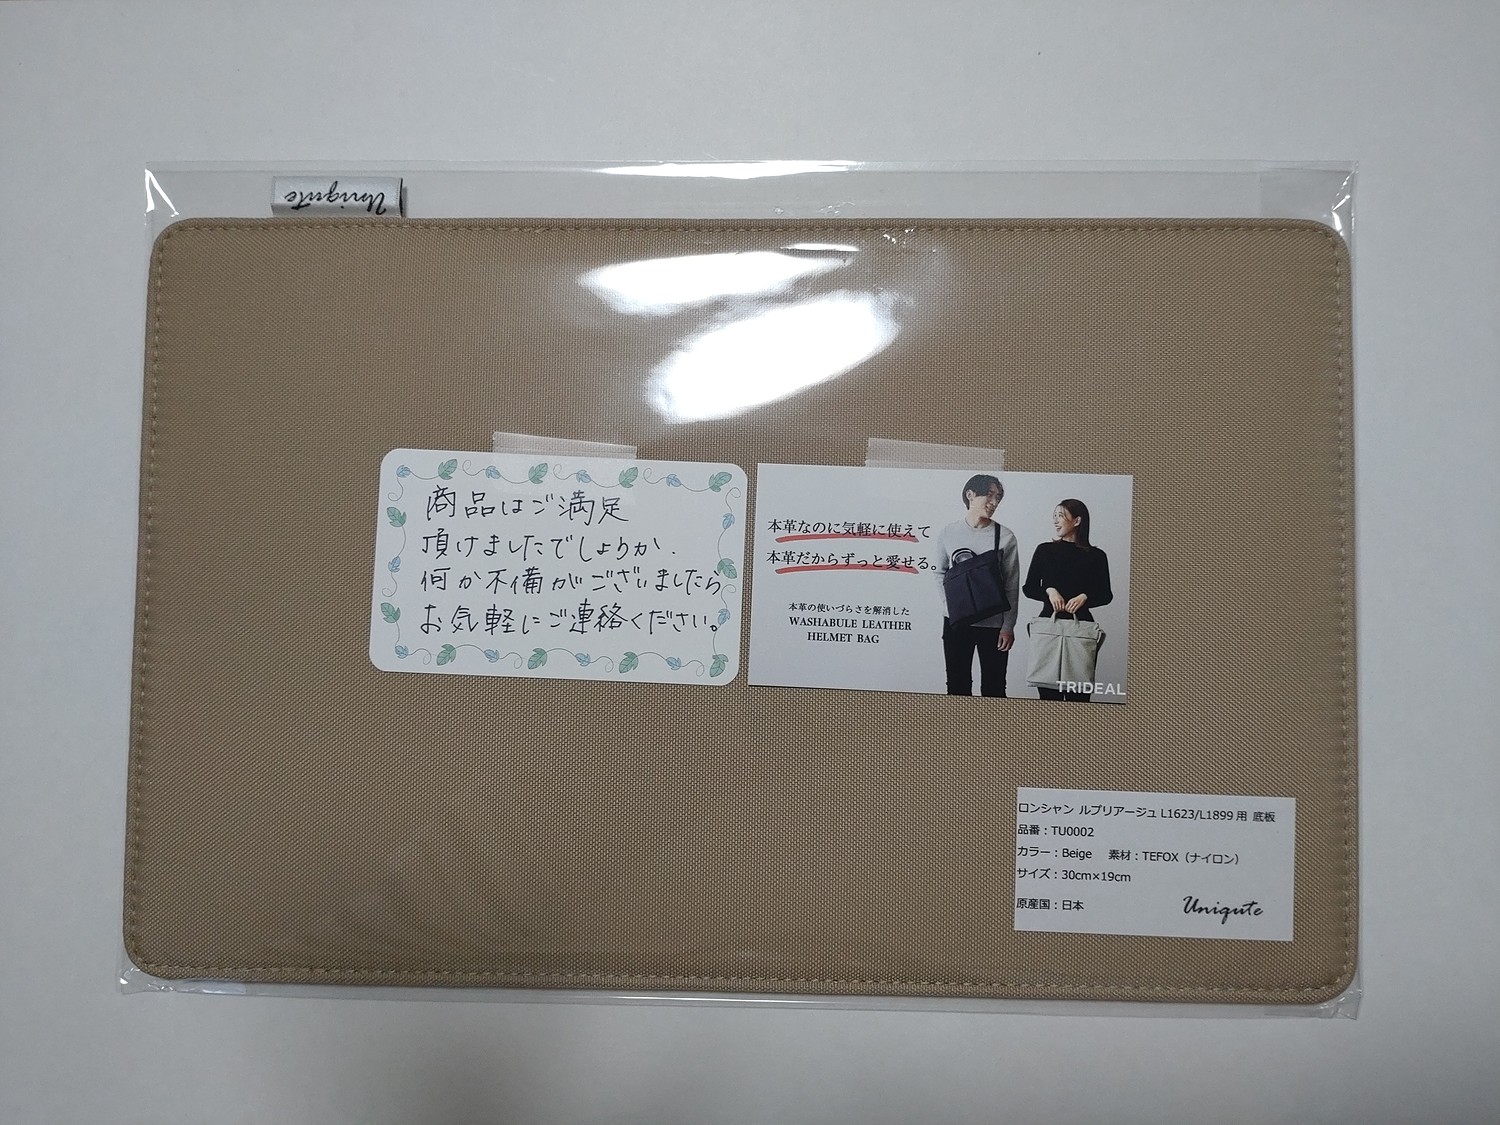 Uniqute
商品はご満足
頂けましたでしょりか.
何か不備がございましたら
お気軽にご連絡ください。
本革なのに気軽に使えて
本革だからずっと愛せる。
本革の使いづらさを解消した
WASHABULE LEATHER
HELMET BAG
TRIDEAL
ロンシャン ルプリアージュ L1623/L1899 用 底板
品番：TU0002
カラー：Beige 素材：TEFOX（ナイロン）
サイズ：30cm×19cm
原産国：日本
Uniqute